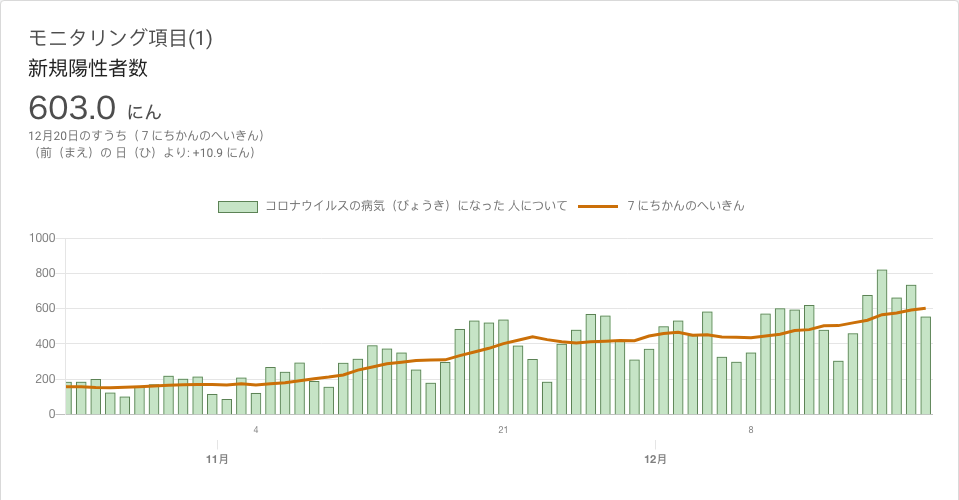 モニタリング項目(1)
新規陽性者数
603.0 にん
12月20日のすうち（７にちかんのへいきん）
（前（まえ）の 日（ひ）より: +10.9 にん）
コロナウイルスの病気（びょうき）になった 人について ７にちかんのへいきん
1000
800
600
400
200
0
4 21 8
11月 12月